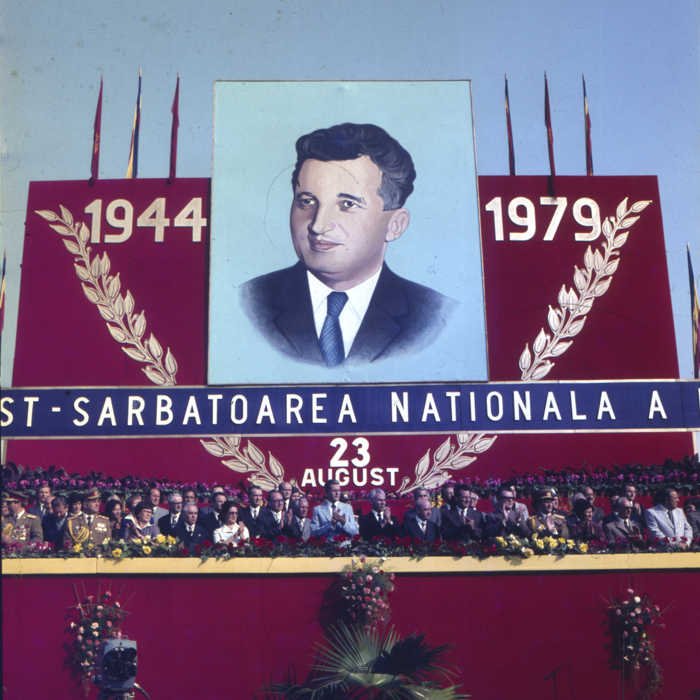 1944 1979
ST - SARBATOAREA NATIONALA A
23
AUGUST